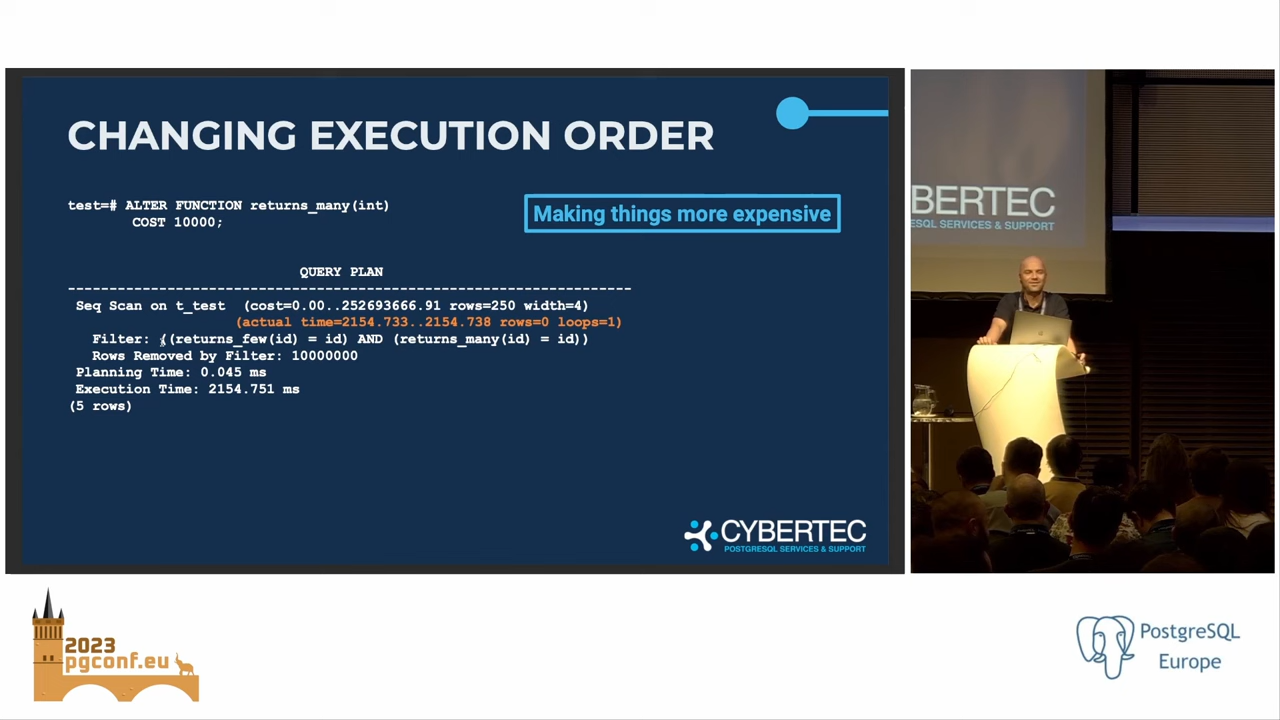 CHANGING EXECUTION ORDER
test=# ALTER FUNCTION returns_many(int)
COST 10000;
Making things more expensive
QUERY PLAN
--------------------------------------------------------------------
Seq Scan on t_test (cost=0.00..252693666.91 rows=250 width=4)
(actual time=2154.733..2154.738 rows=0 loops=1)
Filter: ((returns_few(id) = id) AND (returns_many(id) = id))
Rows Removed by Filter: 10000000
Planning Time: 0.045 ms
Execution Time: 2154.751 ms
(5 rows)
CYBERTEC
POSTGRESQL SERVICES & SUPPORT
YBERTEC
ESQL SERVICES & SUPPORT
2023
pgconf.eu
PostgreSQL
Europe